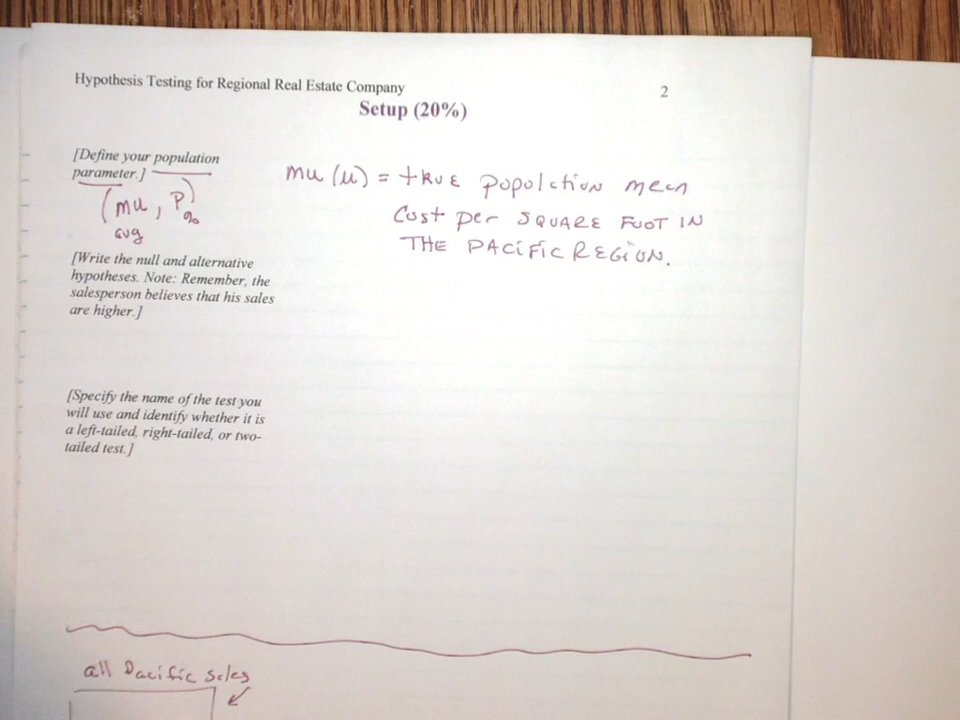 Hypothesis Testing for Regional Real Estate Company
2
Setup (20%)
[Define your population
parameter.]
(mu, P)
avg %
mu (u) = tRUE popolction mean
Cost per SQUARE FOOT IN
THE PACific REGION.
[Write the null and alternative
hypotheses. Note: Remember, the
salesperson believes that his sales
are higher.]
[Specify the name of the test you
will use and identify whether it is
a left-tailed, right-tailed, or two-
tailed test.]
all Pacific Sales